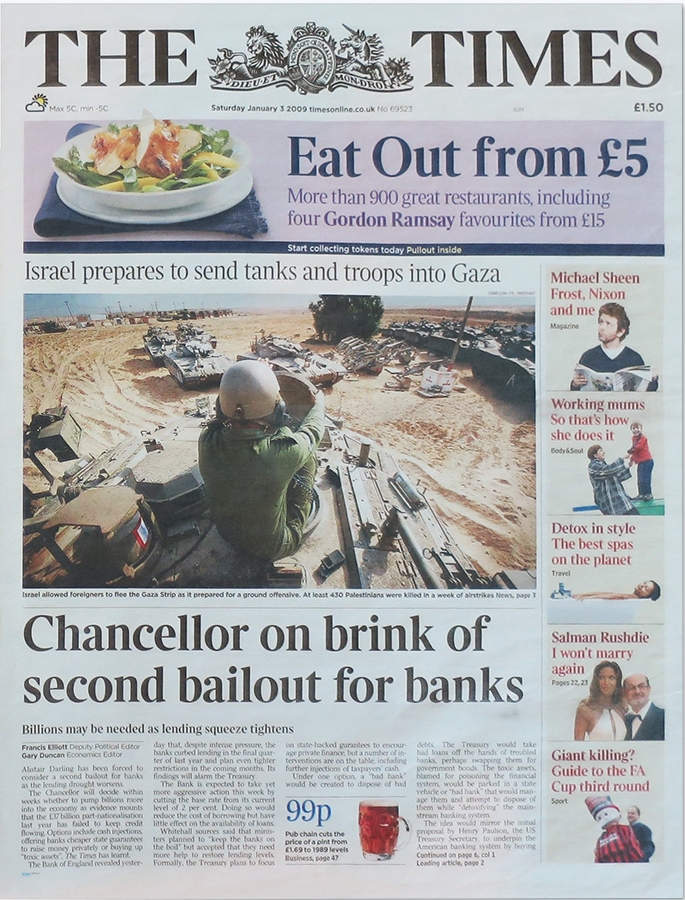 THE TIMES
DIEU·ET MON·DROIT
Max 5C, min -5C
Saturday January 3 2009 timesonline.co.uk No 69523
£1.50
Eat Out from £5
More than 900 great restaurants, including
four Gordon Ramsay favourites from £15
Start collecting tokens today Pullout inside
Israel prepares to send tanks and troops into Gaza
Israel allowed foreigners to flee the Gaza Strip as it prepared for a ground offensive. At least 430 Palestinians were killed in a week of airstrikes News, page 3
Michael Sheen
Frost, Nixon
and me
Magazine
Working mums
So that's how
she does it
Body&Soul
Detox in style
The best spas
on the planet
Travel
Salman Rushdie
I won't marry
again
Pages 22, 23
Giant killing?
Guide to the FA
Cup third round
Sport
Chancellor on brink of
second bailout for banks
Billions may be needed as lending squeeze tightens
Francis Elliott Deputy Political Editor
Gary Duncan Economics Editor
Alistair Darling has been forced to
consider a second bailout for banks
as the lending drought worsens.
The Chancellor will decide within
weeks whether to pump billions more
into the economy as evidence mounts
that the £37 billion part-nationalisation
last year has failed to keep credit
flowing. Options include cash injections,
offering banks cheaper state guarantees
to raise money privately or buying up
"toxic assets", The Times has learnt.
The Bank of England revealed yester-
day that, despite intense pressure, the
banks curbed lending in the final quar-
ter of last year and plan even tighter
restrictions in the coming months. Its
findings will alarm the Treasury.
The Bank is expected to take yet
more aggressive action this week by
cutting the base rate from its current
level of 2 per cent. Doing so would
reduce the cost of borrowing but have
little effect on the availability of loans.
Whitehall sources said that minis-
ters planned to "keep the banks on
the boil" but accepted that they need
more help to restore lending levels.
Formally, the Treasury plans to focus
on state-backed gurantees to encour-
age private finance, but a number of in-
terventions are on the table, including
further injections of taxpayers' cash.
Under one option, a "bad bank"
would be created to dispose of bad
99p
Pub chain cuts the
price of a pint from
£1.69 to 1989 levels
Business, page 47
debts. The Treasury would take
bad loans off the hands of troubled
banks, perhaps swapping them for
government bonds. The toxic assets,
blamed for poisoning the financial
system, would be parked in a state
vehicle or "bad bank" that would man-
age them and attempt to dispose of
them while "detoxifying" the main-
stream banking system.
The idea would mirror the initial
proposal by Henry Paulson, the US
Treasury Secretary, to underpin the
American banking system by buying
Continued on page 6, col 1
Leading article, page 2